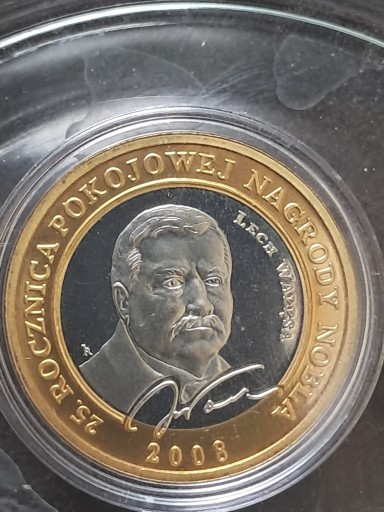 25. ROCZNICA POKOJOWEJ NAGRODY NOBLA
LECH WAŁĘSA
2008